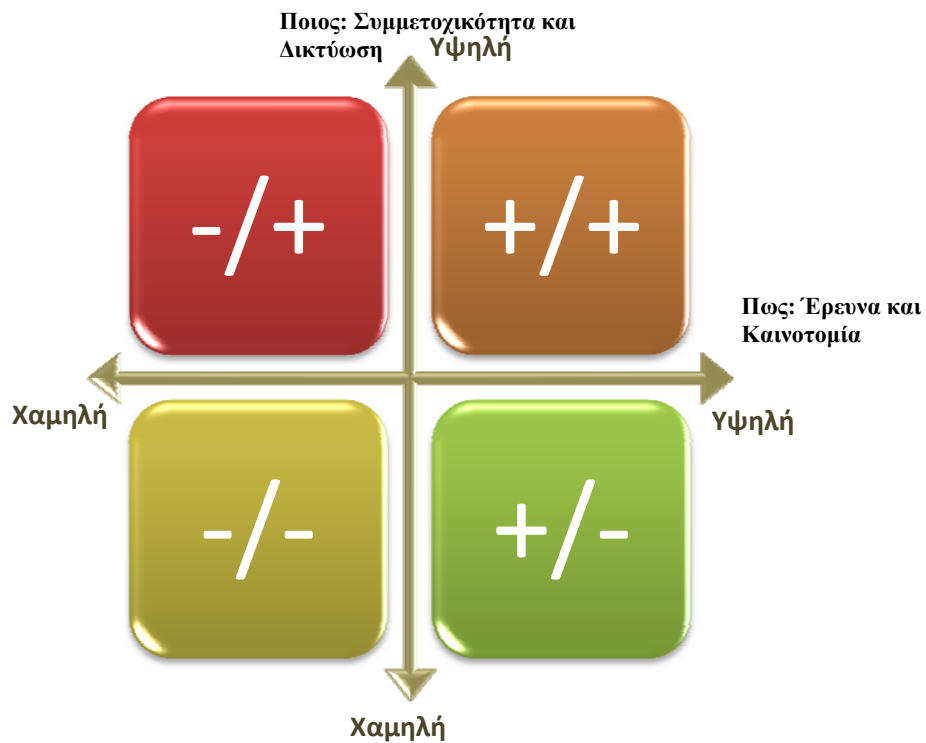 Ποιος: Συμμετοχικότητα και
Δικτύωση
Υψηλή
-/+
+/+
Πως: Έρευνα και
Καινοτομία
Χαμηλή
Υψηλή
-/-
+/-
Χαμηλή